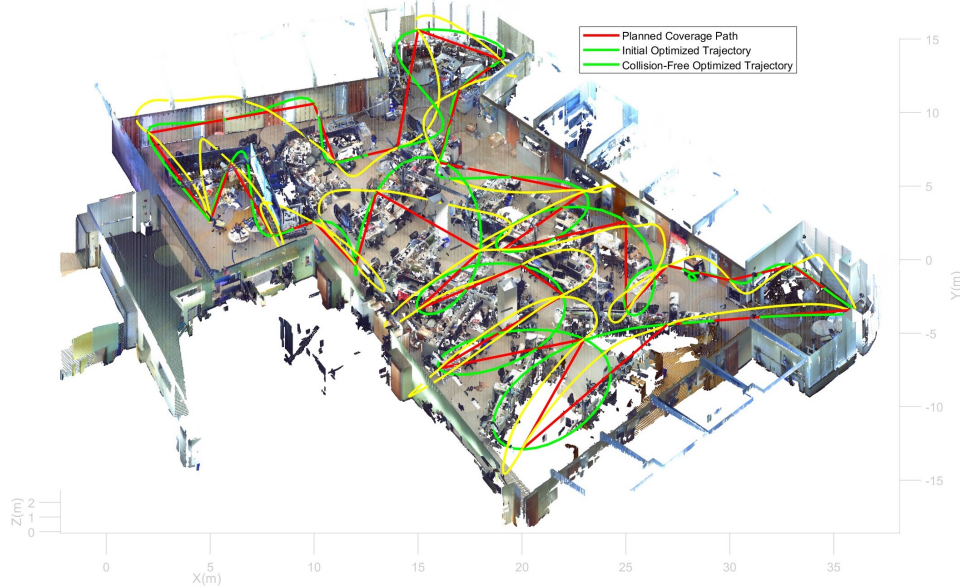 Planned Coverage Path
Initial Optimized Trajectory
Collision-Free Optimized Trajectory
15
10
5
0
-5
-10
-15
Y(m)
2
1
0
Z(m)
0 5 10 15 20 25 30 35
X(m)